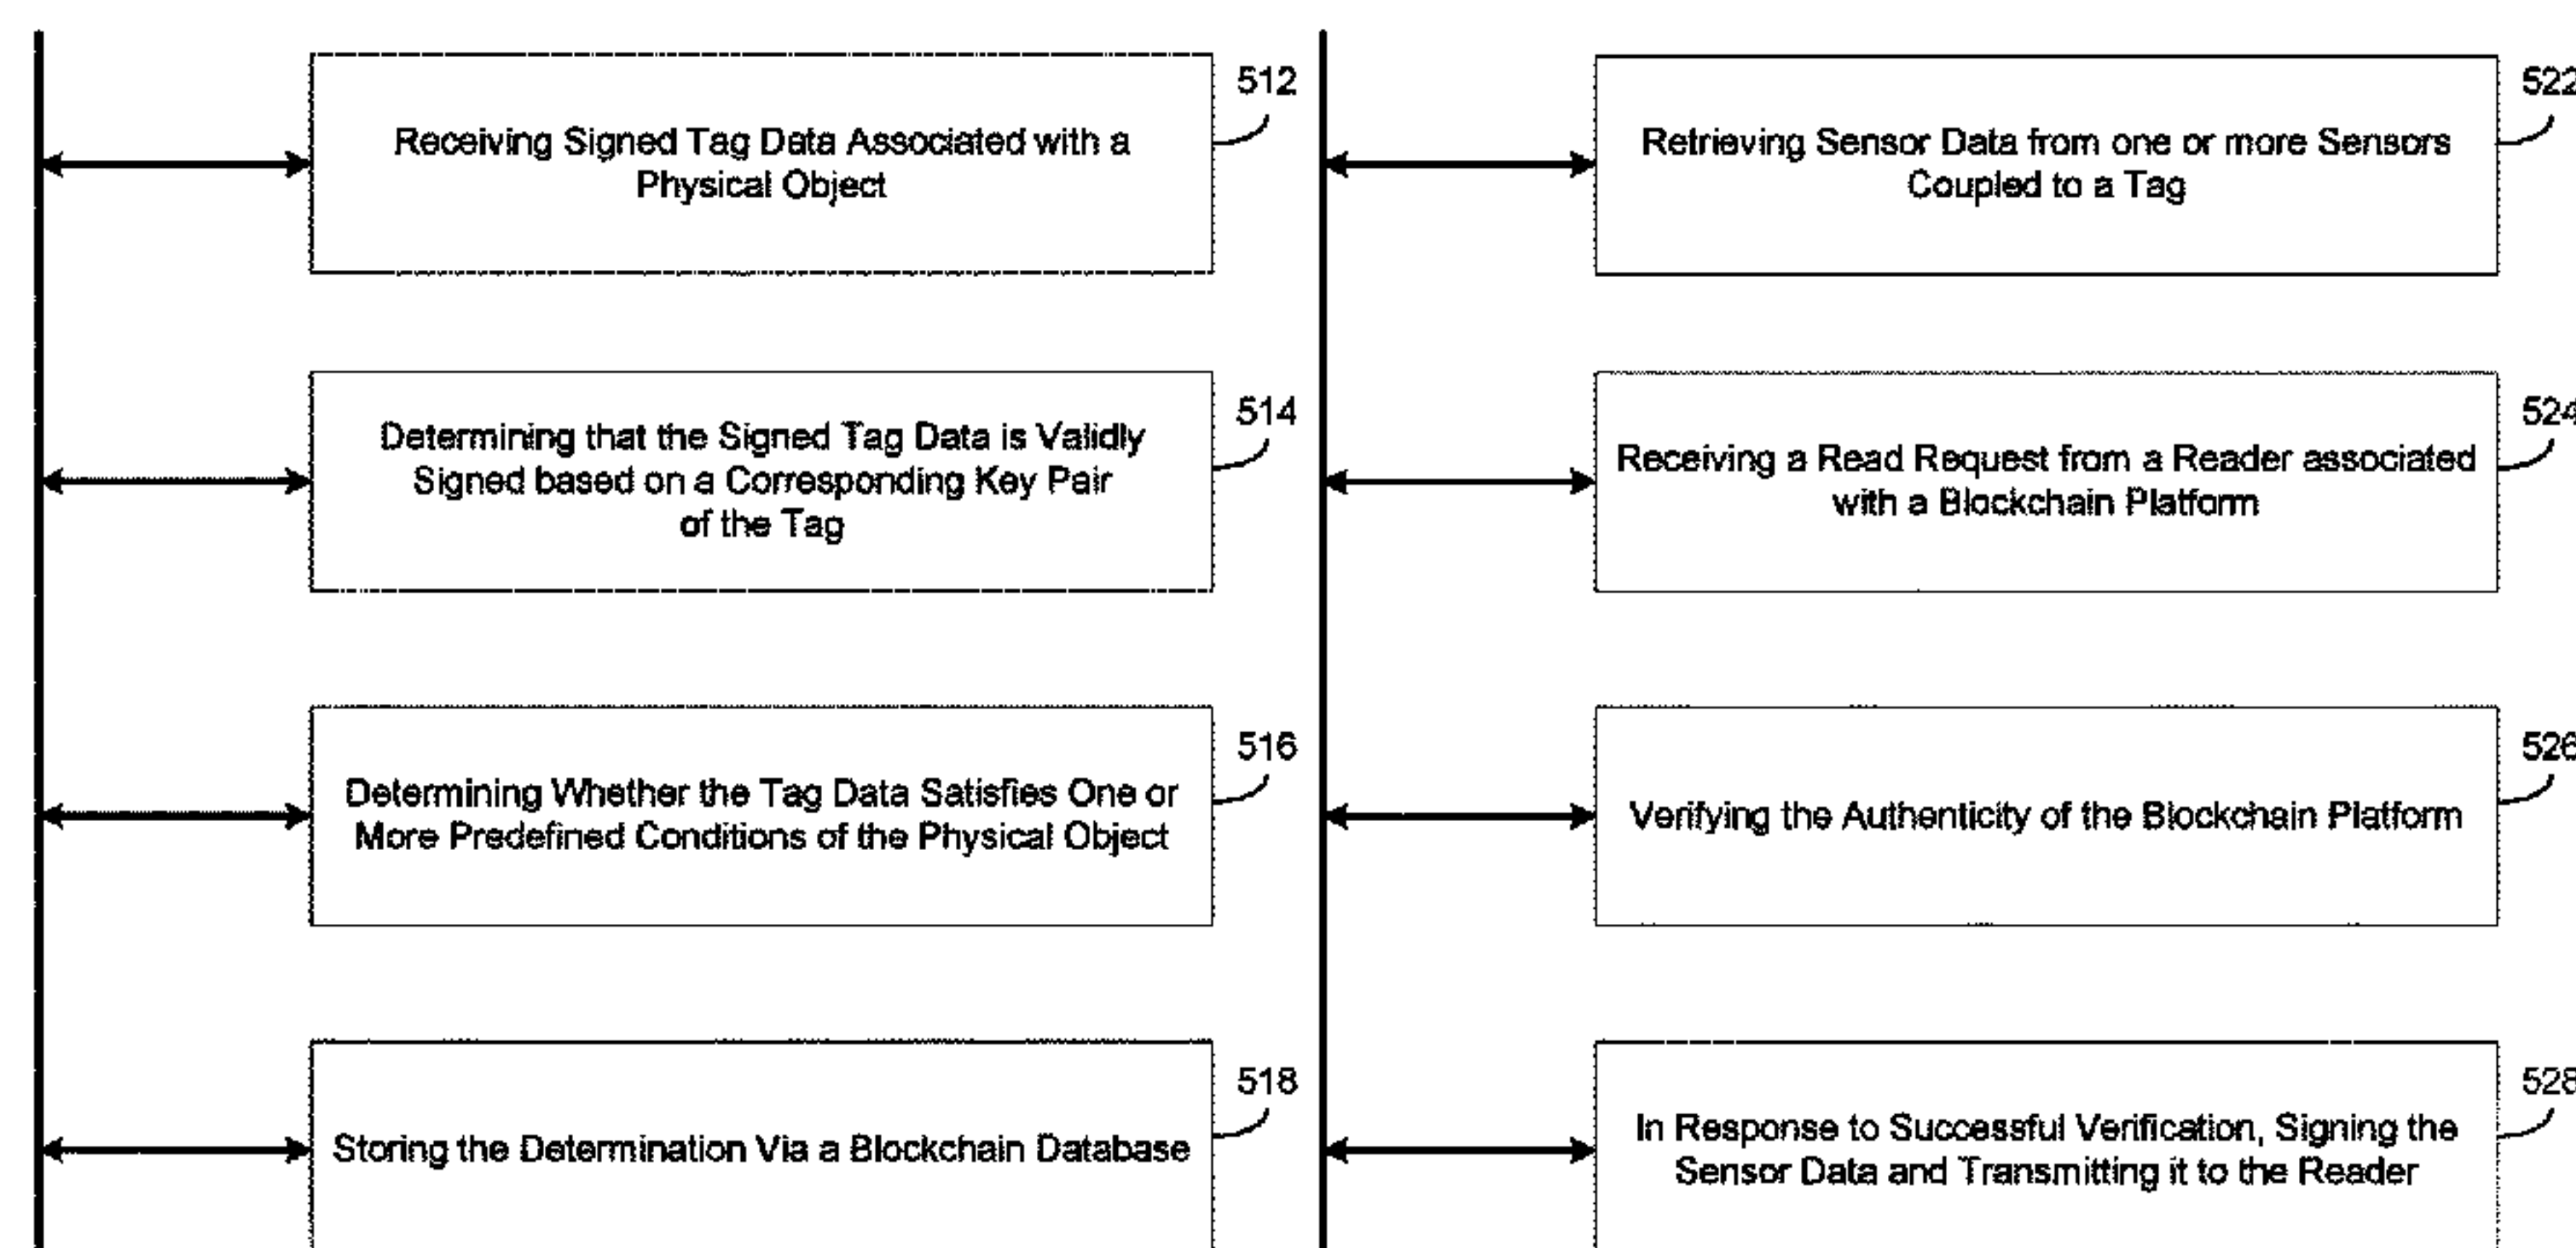 512
Receiving Signed Tag Data Associated with a
Physical Object
514
Determining that the Signed Tag Data is Validly
Signed based on a Corresponding Key Pair
of the Tag
516
Determining Whether the Tag Data Satisfies One or
More Predefined Conditions of the Physical Object
518
Storing the Determination Via a Blockchain Database
522
Retrieving Sensor Data from one or more Sensors
Coupled to a Tag
524
Receiving a Read Request from a Reader associated
with a Blockchain Platform
526
Verifying the Authenticity of the Blockchain Platform
528
In Response to Successful Verification, Signing the
Sensor Data and Transmitting it to the Reader